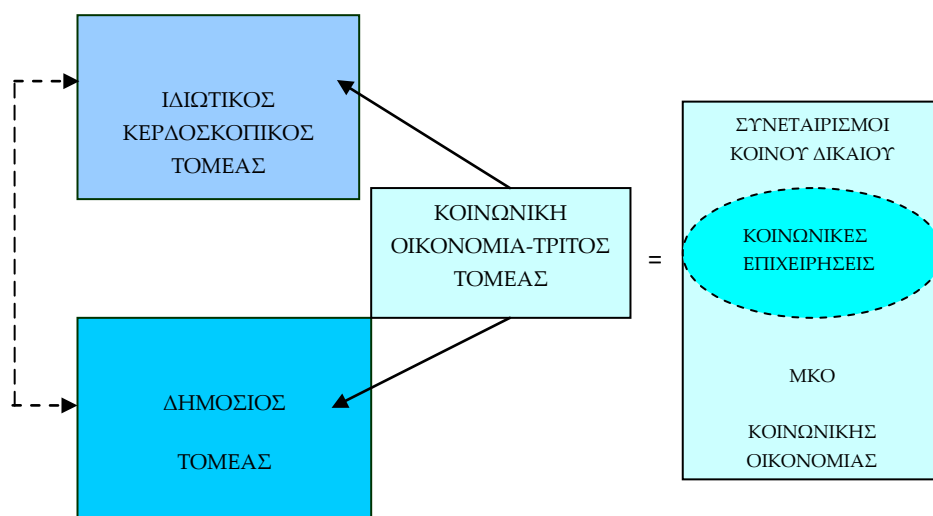 ΙΔΙΩΤΙΚΟΣ
ΚΕΡΔΟΣΚΟΠΙΚΟΣ
ΤΟΜΕΑΣ
ΚΟΙΝΩΝΙΚΗ
ΟΙΚΟΝΟΜΙΑ-ΤΡΙΤΟΣ
ΤΟΜΕΑΣ
ΔΗΜΟΣΙΟΣ
ΤΟΜΕΑΣ
=
ΣΥΝΕΤΑΙΡΙΣΜΟΙ
ΚΟΙΝΟΥ ΔΙΚΑΙΟΥ
ΚΟΙΝΩΝΙΚΕΣ
ΕΠΙΧΕΙΡΗΣΕΙΣ
ΜΚΟ
ΚΟΙΝΩΝΙΚΗΣ
ΟΙΚΟΝΟΜΙΑΣ